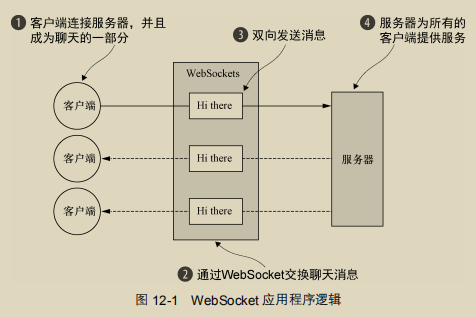 ❶ 客户端连接服务器，并且
成为聊天的一部分
❸ 双向发送消息
❹ 服务器为所有的
客户端提供服务
WebSockets
客户端
Hi there
客户端
Hi there
服务器
客户端
Hi there
❷ 通过WebSocket交换聊天消息
图 12-1 WebSocket 应用程序逻辑